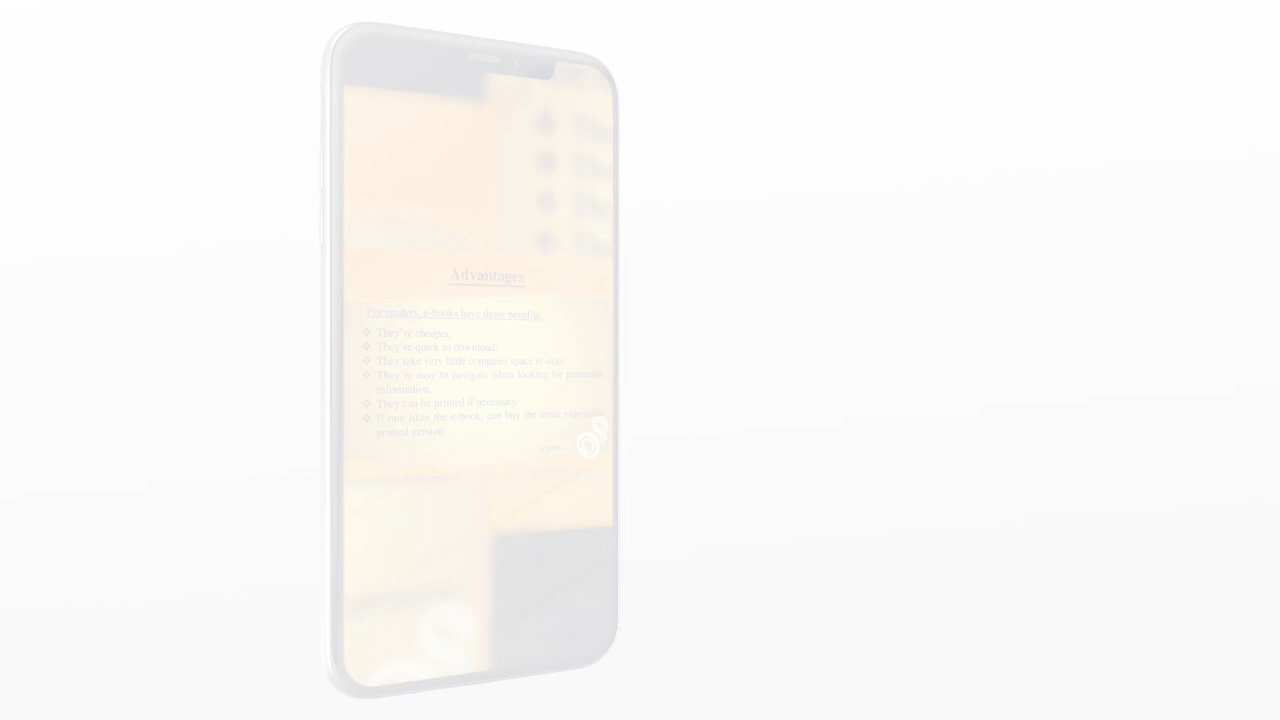 Advantages
For readers, e-books have these benefits.
❖ They're cheaper.
❖ They're quick to download.
❖ They take very little computer space to store.
❖ They're easy to navigate when looking for particular
information.
❖ They can be printed if necessary.
❖ If one likes the e-book, can buy the more expensive
printed version.